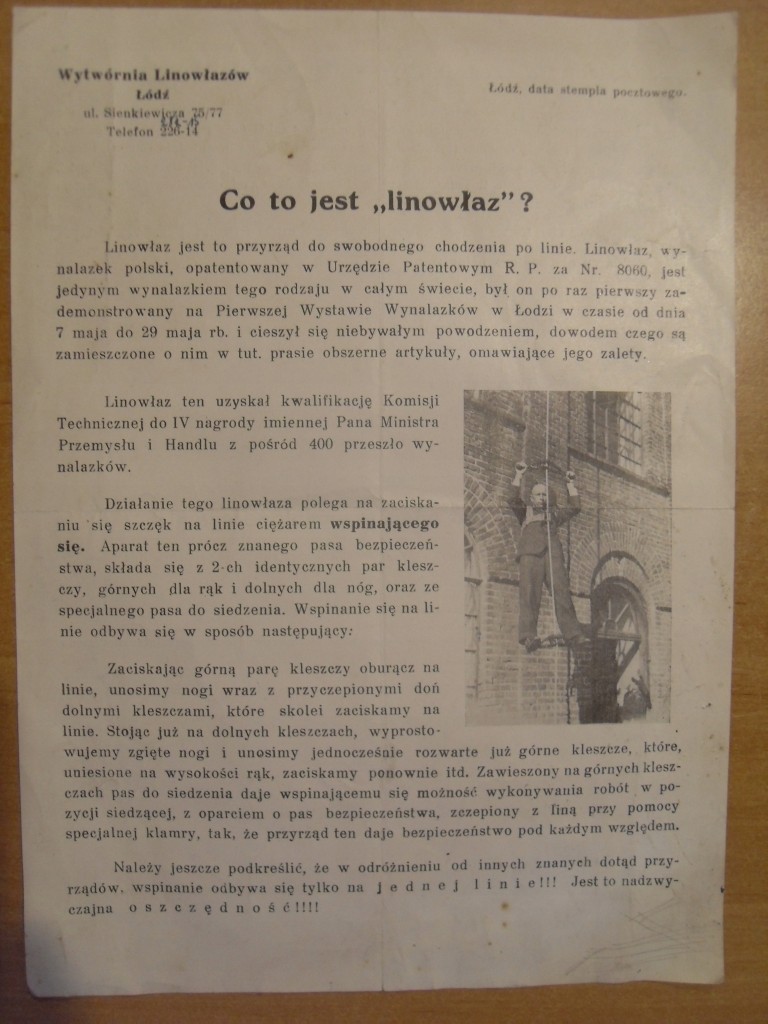 Wytwórnia Linowłazów
Łódź
ul. Sienkiewicza 75/77
Telefon
Łódź, data stempla pocztowego.
Co to jest „linowłaz”?
Linowłaz jest to przyrząd do swobodnego chodzenia po linie. Linowłaz, wy-
nalazek polski, opatentowany w Urzędzie Patentowym R. P. za Nr. 8060, jest
jedynym wynalazkiem tego rodzaju w całym świecie, był on po raz pierwszy za-
demonstrowany na Pierwszej Wystawie Wynalazków w Łodzi w czasie od dnia
7 maja do 29 maja rb. i cieszył się niebywałym powodzeniem, dowodem czego są
zamieszczone o nim w tut. prasie obszerne artykuły, omawiające jego zalety.
Linowłaz ten uzyskał kwalifikację Komisji
Technicznej do IV nagrody imiennej Pana Ministra
Przemysłu i Handlu z pośród 400 przeszło wy-
nalazków.
Działanie tego linowłaza polega na zaciska-
niu się szczęk na linie ciężarem wspinającego
się. Aparat ten prócz znanego pasa bezpieczeń-
stwa, składa się z 2-ch identycznych par klesz-
czy, górnych dla rąk i dolnych dla nóg, oraz ze
specjalnego pasa do siedzenia. Wspinanie się na li-
nie odbywa się w sposób następujący:
Zaciskając górną parę kleszczy oburącz na
linie, unosimy nogi wraz z przyczepionymi doń
dolnymi kleszczami, które skolei zaciskamy na
linie. Stojąc już na dolnych kleszczach, wyprosto-
wujemy zgięte nogi i unosimy jednocześnie rozwarte już górne kleszcze, które,
uniesione na wysokości rąk, zaciskamy ponownie itd. Zawieszony na górnych klesz-
czach pas do siedzenia daje wspinającemu się możność wykonywania robót w po-
zycji siedzącej, z oparciem o pas bezpieczeństwa, zczepiony z liną przy pomocy
specjalnej klamry, tak, że przyrząd ten daje bezpieczeństwo pod każdym względem.
Należy jeszcze podkreślić, że w odróżnieniu od innych znanych dotąd przy-
rządów, wspinanie odbywa się tylko na j e d n e j l i n i e!!! Jest to nadzwy-
czajna o s z c z ę d n o ś ć!!!!